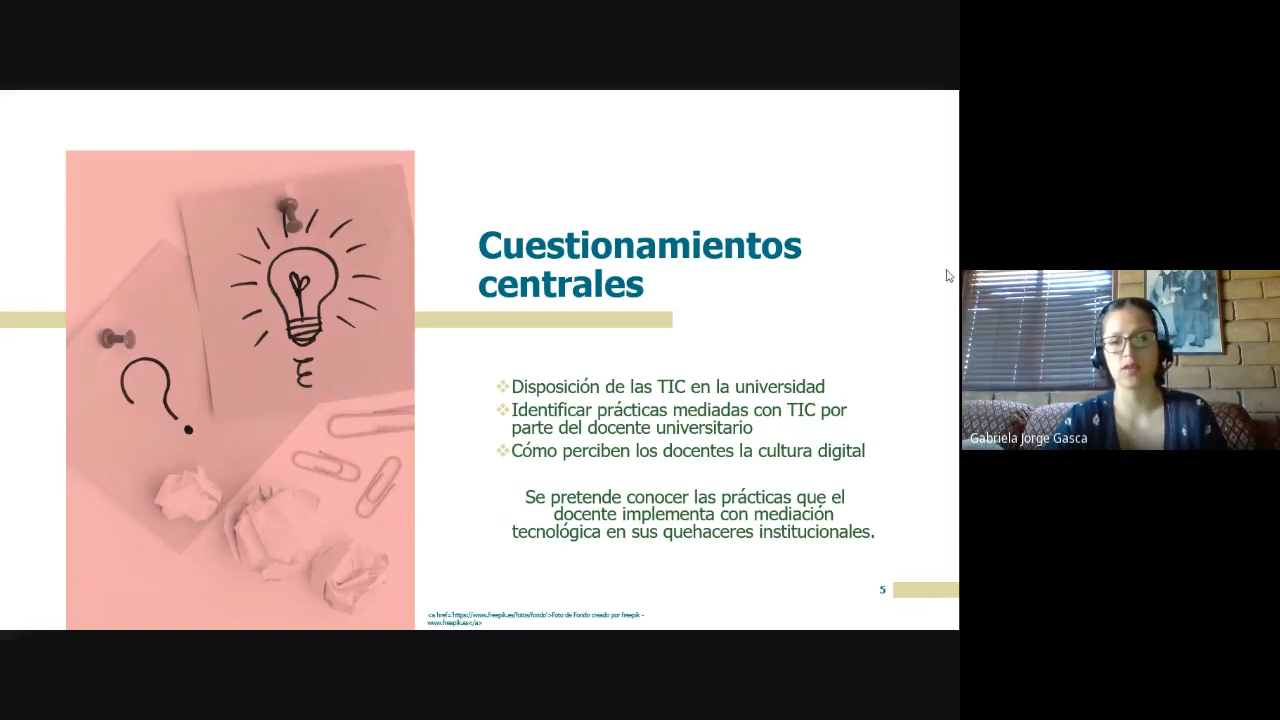 Cuestionamientos
centrales
Disposición de las TIC en la universidad
Identificar prácticas mediadas con TIC por
parte del docente universitario
Cómo perciben los docentes la cultura digital
Se pretende conocer las prácticas que el
docente implementa con mediación
tecnológica en sus quehaceres institucionales.
5
<a href='https://www.freepik.es/fotos/fondo'>Foto de Fondo creado por freepik -
www.freepik.es</a>
Gabriela Jorge Gasca